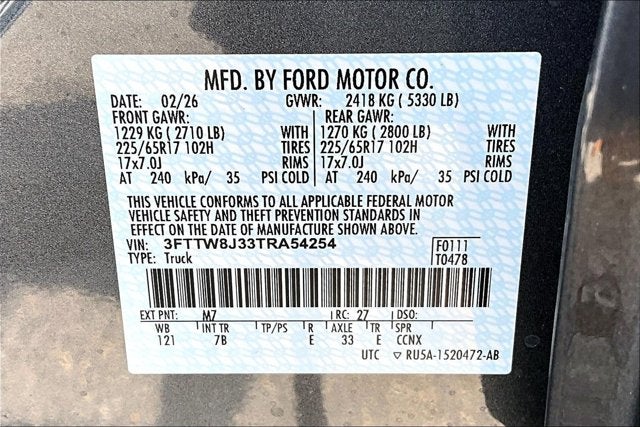 MFD. BY FORD MOTOR CO.
DATE: 02/26 GVWR: 2418 KG ( 5330 LB)
FRONT GAWR: REAR GAWR:
1229 KG ( 2710 LB) WITH 1270 KG ( 2800 LB) WITH
225/65R17 102H TIRES 225/65R17 102H TIRES
17x7.0J RIMS 17x7.0J RIMS
AT 240 kPa/ 35 PSI COLD AT 240 kPa/ 35 PSI COLD
THIS VEHICLE CONFORMS TO ALL APPLICABLE FEDERAL MOTOR
VEHICLE SAFETY AND THEFT PREVENTION STANDARDS IN
EFFECT ON THE DATE OF MANUFACTURE SHOWN ABOVE.
VIN: 3FTTW8J33TRA54254 F0111
TYPE: Truck T0478
EXT PNT: M7 RC: 27 DSO:
WB INT TR TP/PS R AXLE TR SPR
121 7B E 33 E CCNX
UTC ▽ RU5A-1520472-AB